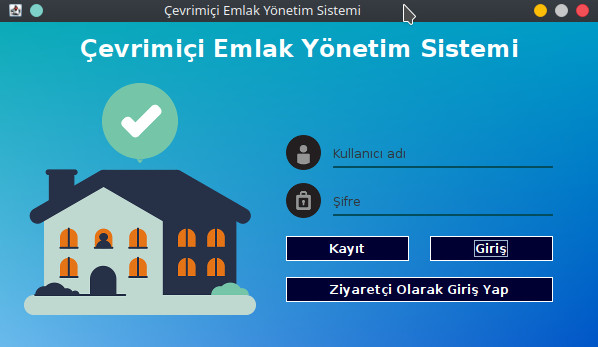 Çevrimiçi Emlak Yönetim Sistemi
Çevrimiçi Emlak Yönetim Sistemi
Kullanıcı adı
Şifre
Kayıt
Giriş
Ziyaretçi Olarak Giriş Yap